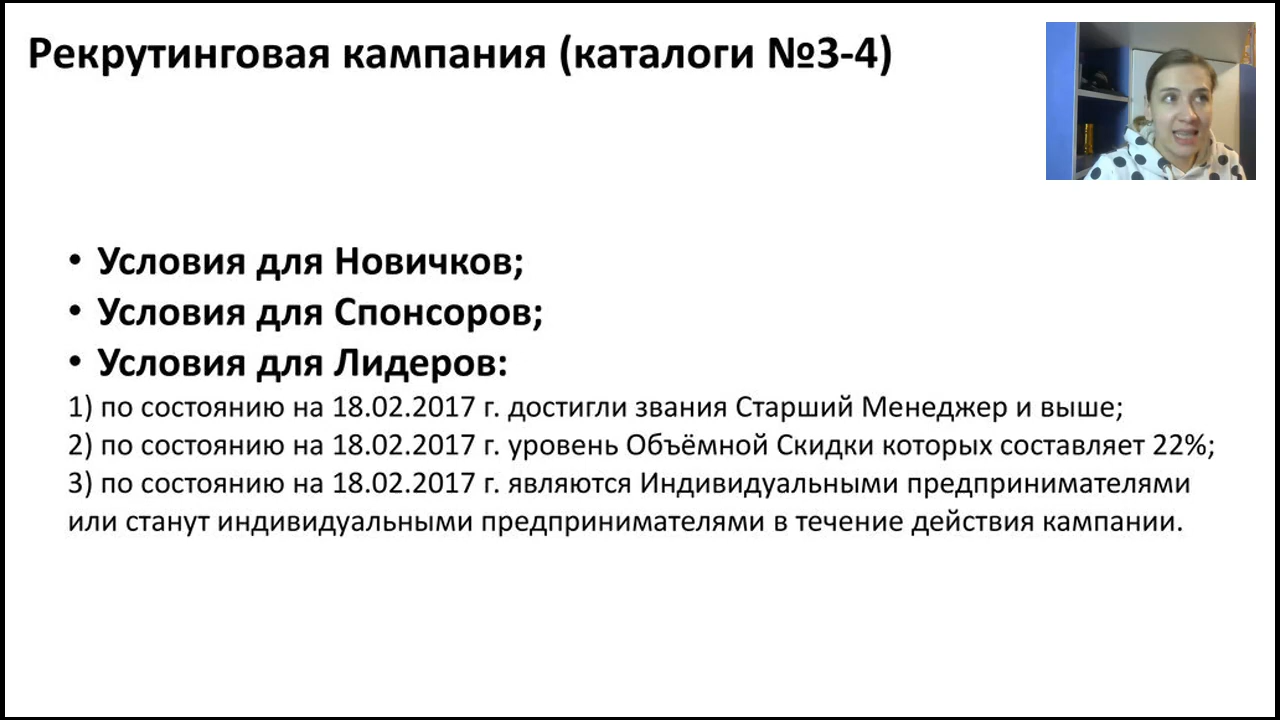 Рекрутинговая кампания (каталоги №3-4)
• Условия для Новичков;
• Условия для Спонсоров;
• Условия для Лидеров:
1) по состоянию на 18.02.2017 г. достигли звания Старший Менеджер и выше;
2) по состоянию на 18.02.2017 г. уровень Объёмной Скидки которых составляет 22%;
3) по состоянию на 18.02.2017 г. являются Индивидуальными предпринимателями
или станут индивидуальными предпринимателями в течение действия кампании.